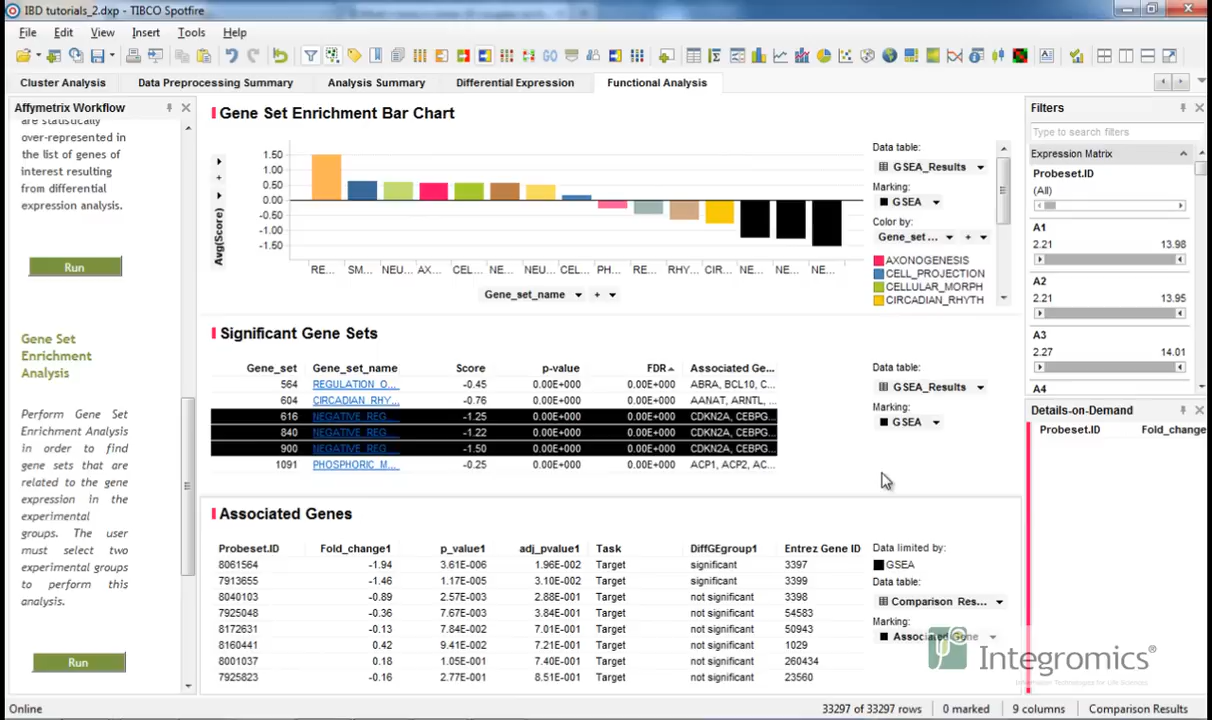 IBD tutorials_2.dxp - TIBCO Spotfire
File Edit View Insert Tools Help
Cluster Analysis Data Preprocessing Summary Analysis Summary Differential Expression Functional Analysis
Affymetrix Workflow
are statistically
over-represented in
the list of genes of
interest resulting
from differential
expression analysis.
Run
Gene Set
Enrichment
Analysis
Perform Gene Set
Enrichment Analysis
in order to find
gene sets that are
related to the gene
expression in the
experimental
groups. The user
must select two
experimental groups
to perform this
analysis.
Run
Gene Set Enrichment Bar Chart
Avg(Score)
1.50
1.00
0.50
0.00
-0.50
-1.00
-1.50
RE... SM... NEU... AX... CEL... NE... NEU... CEL... PH... RE... RHY... CIR... NE... NE... NE...
Gene_set_name
Data table:
GSEA_Results
Marking:
GSEA
Color by:
Gene_set ...
AXONOGENESIS
CELL_PROJECTION
CELLULAR_MORPH
CIRCADIAN_RHYTH
Significant Gene Sets
Gene_set Gene_set_name Score p-value FDR Associated Ge...
564 REGULATION_O... -0.45 0.00E+000 0.00E+000 ABRA, BCL10, C...
604 CIRCADIAN_RHY... -0.76 0.00E+000 0.00E+000 AANAT, ARNTL, ...
616 NEGATIVE_REG... -1.25 0.00E+000 0.00E+000 CDKN2A, CEBPG...
840 NEGATIVE_REG... -1.22 0.00E+000 0.00E+000 CDKN2A, CEBPG...
900 NEGATIVE_REG... -1.50 0.00E+000 0.00E+000 CDKN2A, CEBPG...
1091 PHOSPHORIC_M... -0.25 0.00E+000 0.00E+000 ACP1, ACP2, AC...
Data table:
GSEA_Results
Marking:
GSEA
Associated Genes
Probeset.ID Fold_change1 p_value1 adj_pvalue1 Task DiffGEgroup1 Entrez Gene ID
8061564 -1.94 3.61E-006 1.96E-002 Target significant 3397
7913655 -1.46 1.17E-005 3.10E-002 Target significant 3399
8040103 -0.89 2.57E-003 2.88E-001 Target not significant 3398
7925048 -0.36 7.67E-003 3.84E-001 Target not significant 54583
8172631 -0.13 7.84E-002 7.01E-001 Target not significant 50943
8160441 0.42 9.41E-002 7.21E-001 Target not significant 1029
8001037 0.18 1.05E-001 7.40E-001 Target not significant 260434
7925823 -0.16 2.77E-001 8.51E-001 Target not significant 23560
Data limited by:
GSEA
Data table:
Comparison Res...
Marking:
Associated Gene
Filters
Type to search filters
Expression Matrix
Probeset.ID
(All)
A1
2.21 13.98
A2
2.21 13.95
A3
2.27 14.01
A4
Details-on-Demand
Probeset.ID Fold_change
Integromics®
Information Technologies for Life Sciences
Online 33297 of 33297 rows 0 marked 9 columns Comparison Results